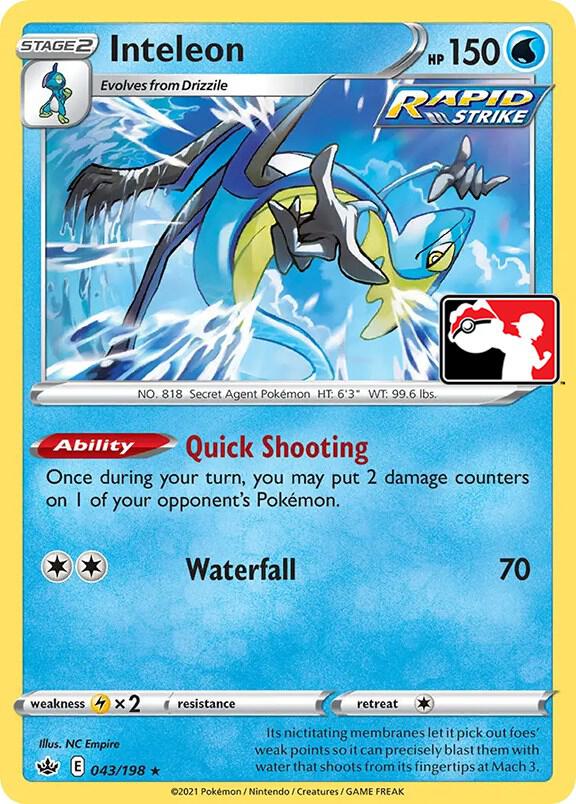 STAGE 2 Inteleon HP 150
Evolves from Drizzile
RAPID
STRIKE
TM
NO. 818 Secret Agent Pokémon HT: 6'3" WT: 99.6 lbs.
Ability Quick Shooting
Once during your turn, you may put 2 damage counters
on 1 of your opponent's Pokémon.
Waterfall 70
weakness ×2 resistance retreat
Illus. NC Empire
Its nictitating membranes let it pick out foes'
weak points so it can precisely blast them with
water that shoots from its fingertips at Mach 3.
E 043/198 ★
©2021 Pokémon / Nintendo / Creatures / GAME FREAK